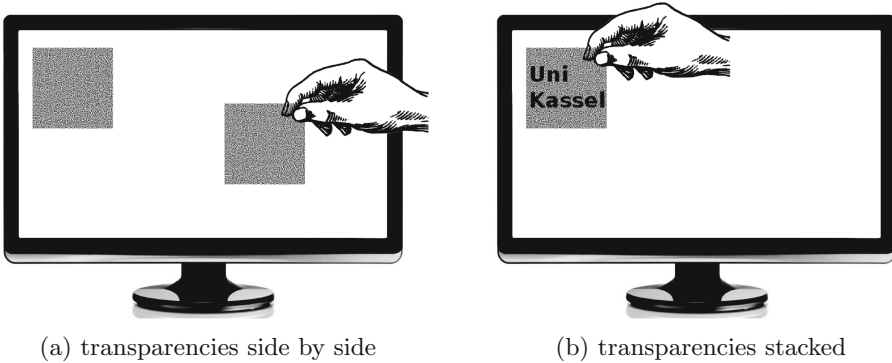 Uni
Kassel
(a) transparencies side by side
(b) transparencies stacked